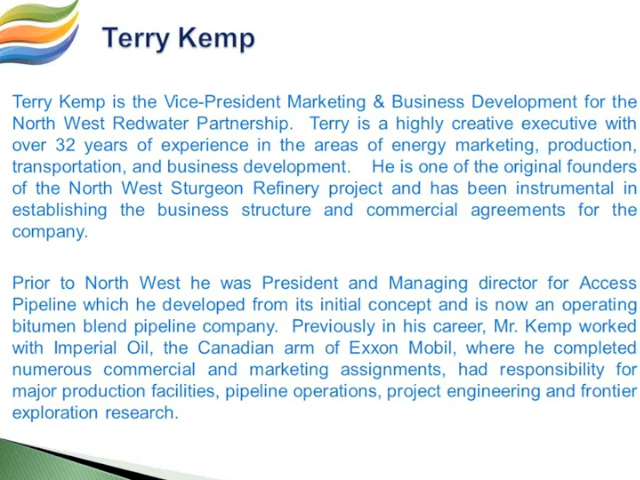 Terry Kemp
Terry Kemp is the Vice-President Marketing & Business Development for the
North West Redwater Partnership. Terry is a highly creative executive with
over 32 years of experience in the areas of energy marketing, production,
transportation, and business development. He is one of the original founders
of the North West Sturgeon Refinery project and has been instrumental in
establishing the business structure and commercial agreements for the
company.
Prior to North West he was President and Managing director for Access
Pipeline which he developed from its initial concept and is now an operating
bitumen blend pipeline company. Previously in his career, Mr. Kemp worked
with Imperial Oil, the Canadian arm of Exxon Mobil, where he completed
numerous commercial and marketing assignments, had responsibility for
major production facilities, pipeline operations, project engineering and frontier
exploration research.